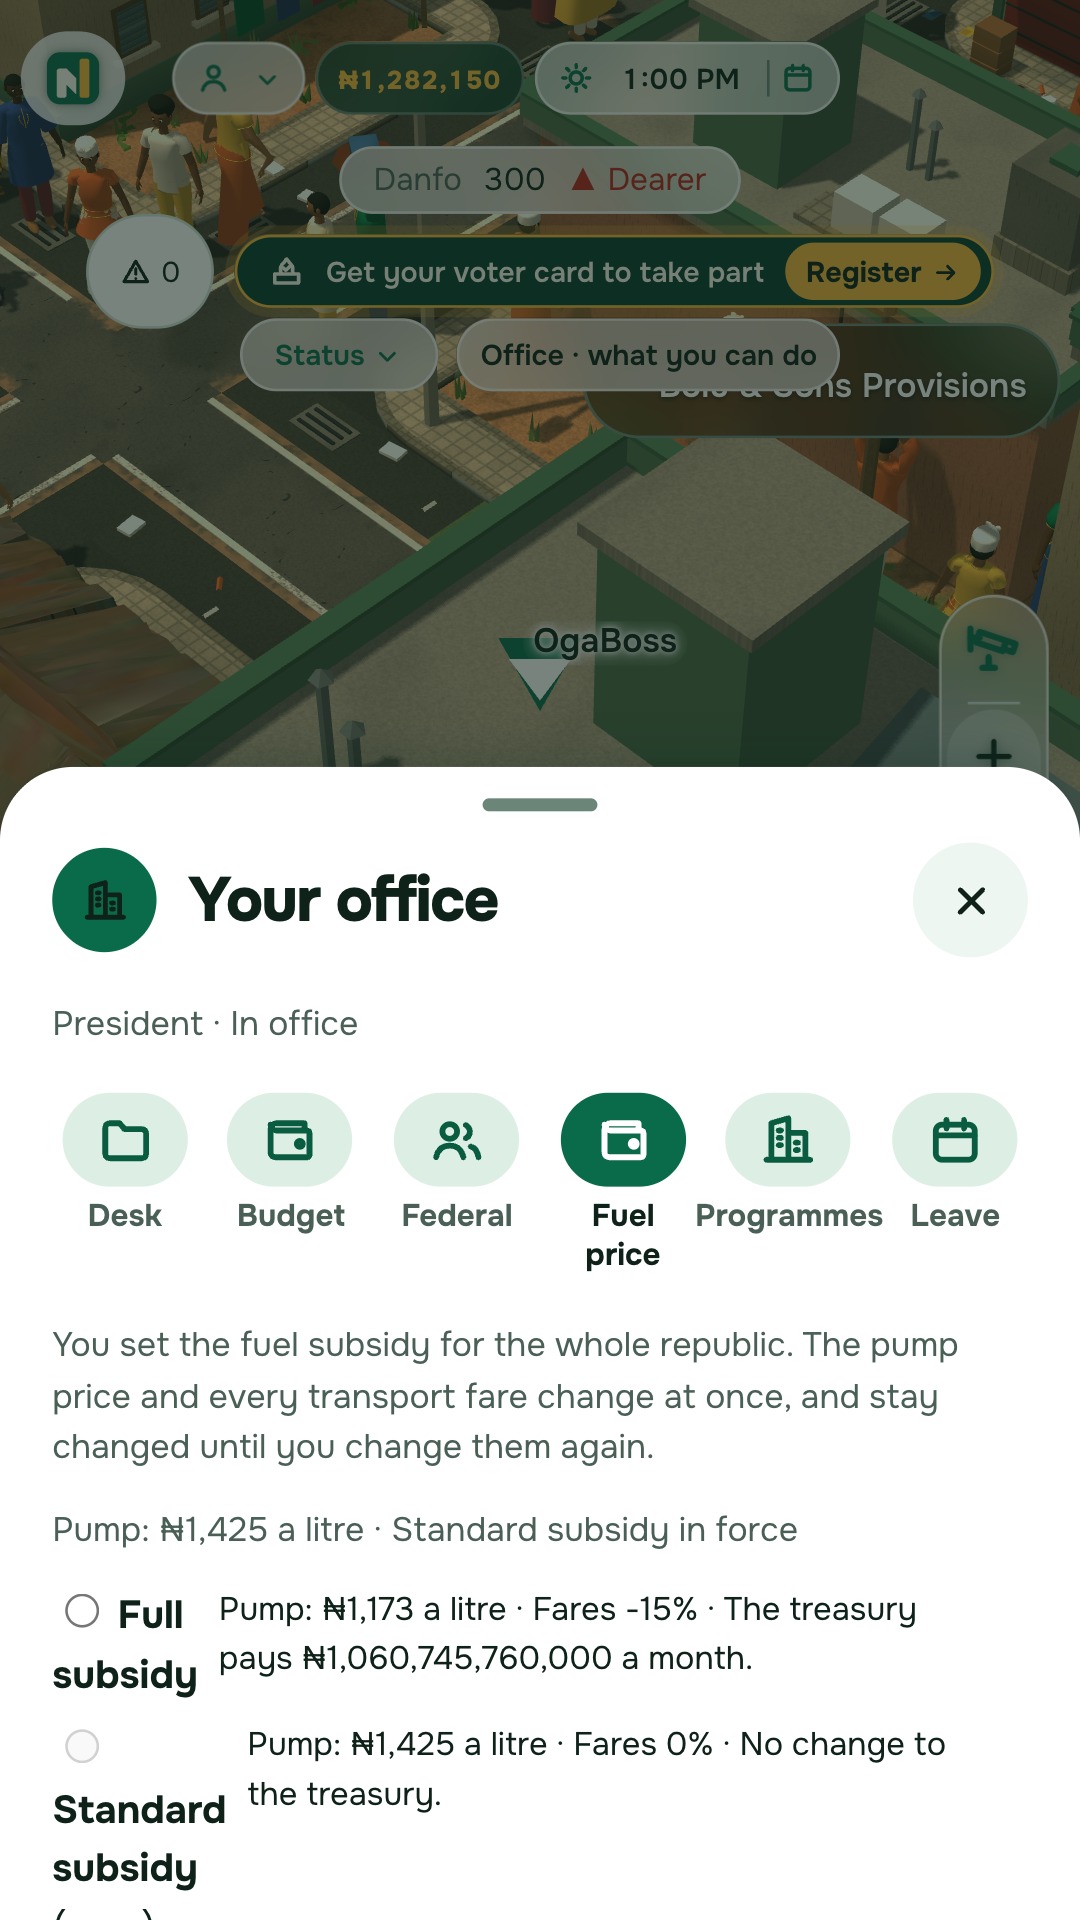 ₦1,282,150
1:00 PM
Danfo 300 ▲ Dearer
0
Get your voter card to take part
Register →
Status
Office · what you can do
Sons Provisions
OgaBoss
Your office
President · In office
Desk
Budget
Federal
Fuel
price
Programmes
Leave
You set the fuel subsidy for the whole republic. The pump
price and every transport fare change at once, and stay
changed until you change them again.
Pump: ₦1,425 a litre · Standard subsidy in force
Full
subsidy
Pump: ₦1,173 a litre · Fares -15% · The treasury
pays ₦1,060,745,760,000 a month.
Standard
subsidy
Pump: ₦1,425 a litre · Fares 0% · No change to
the treasury.